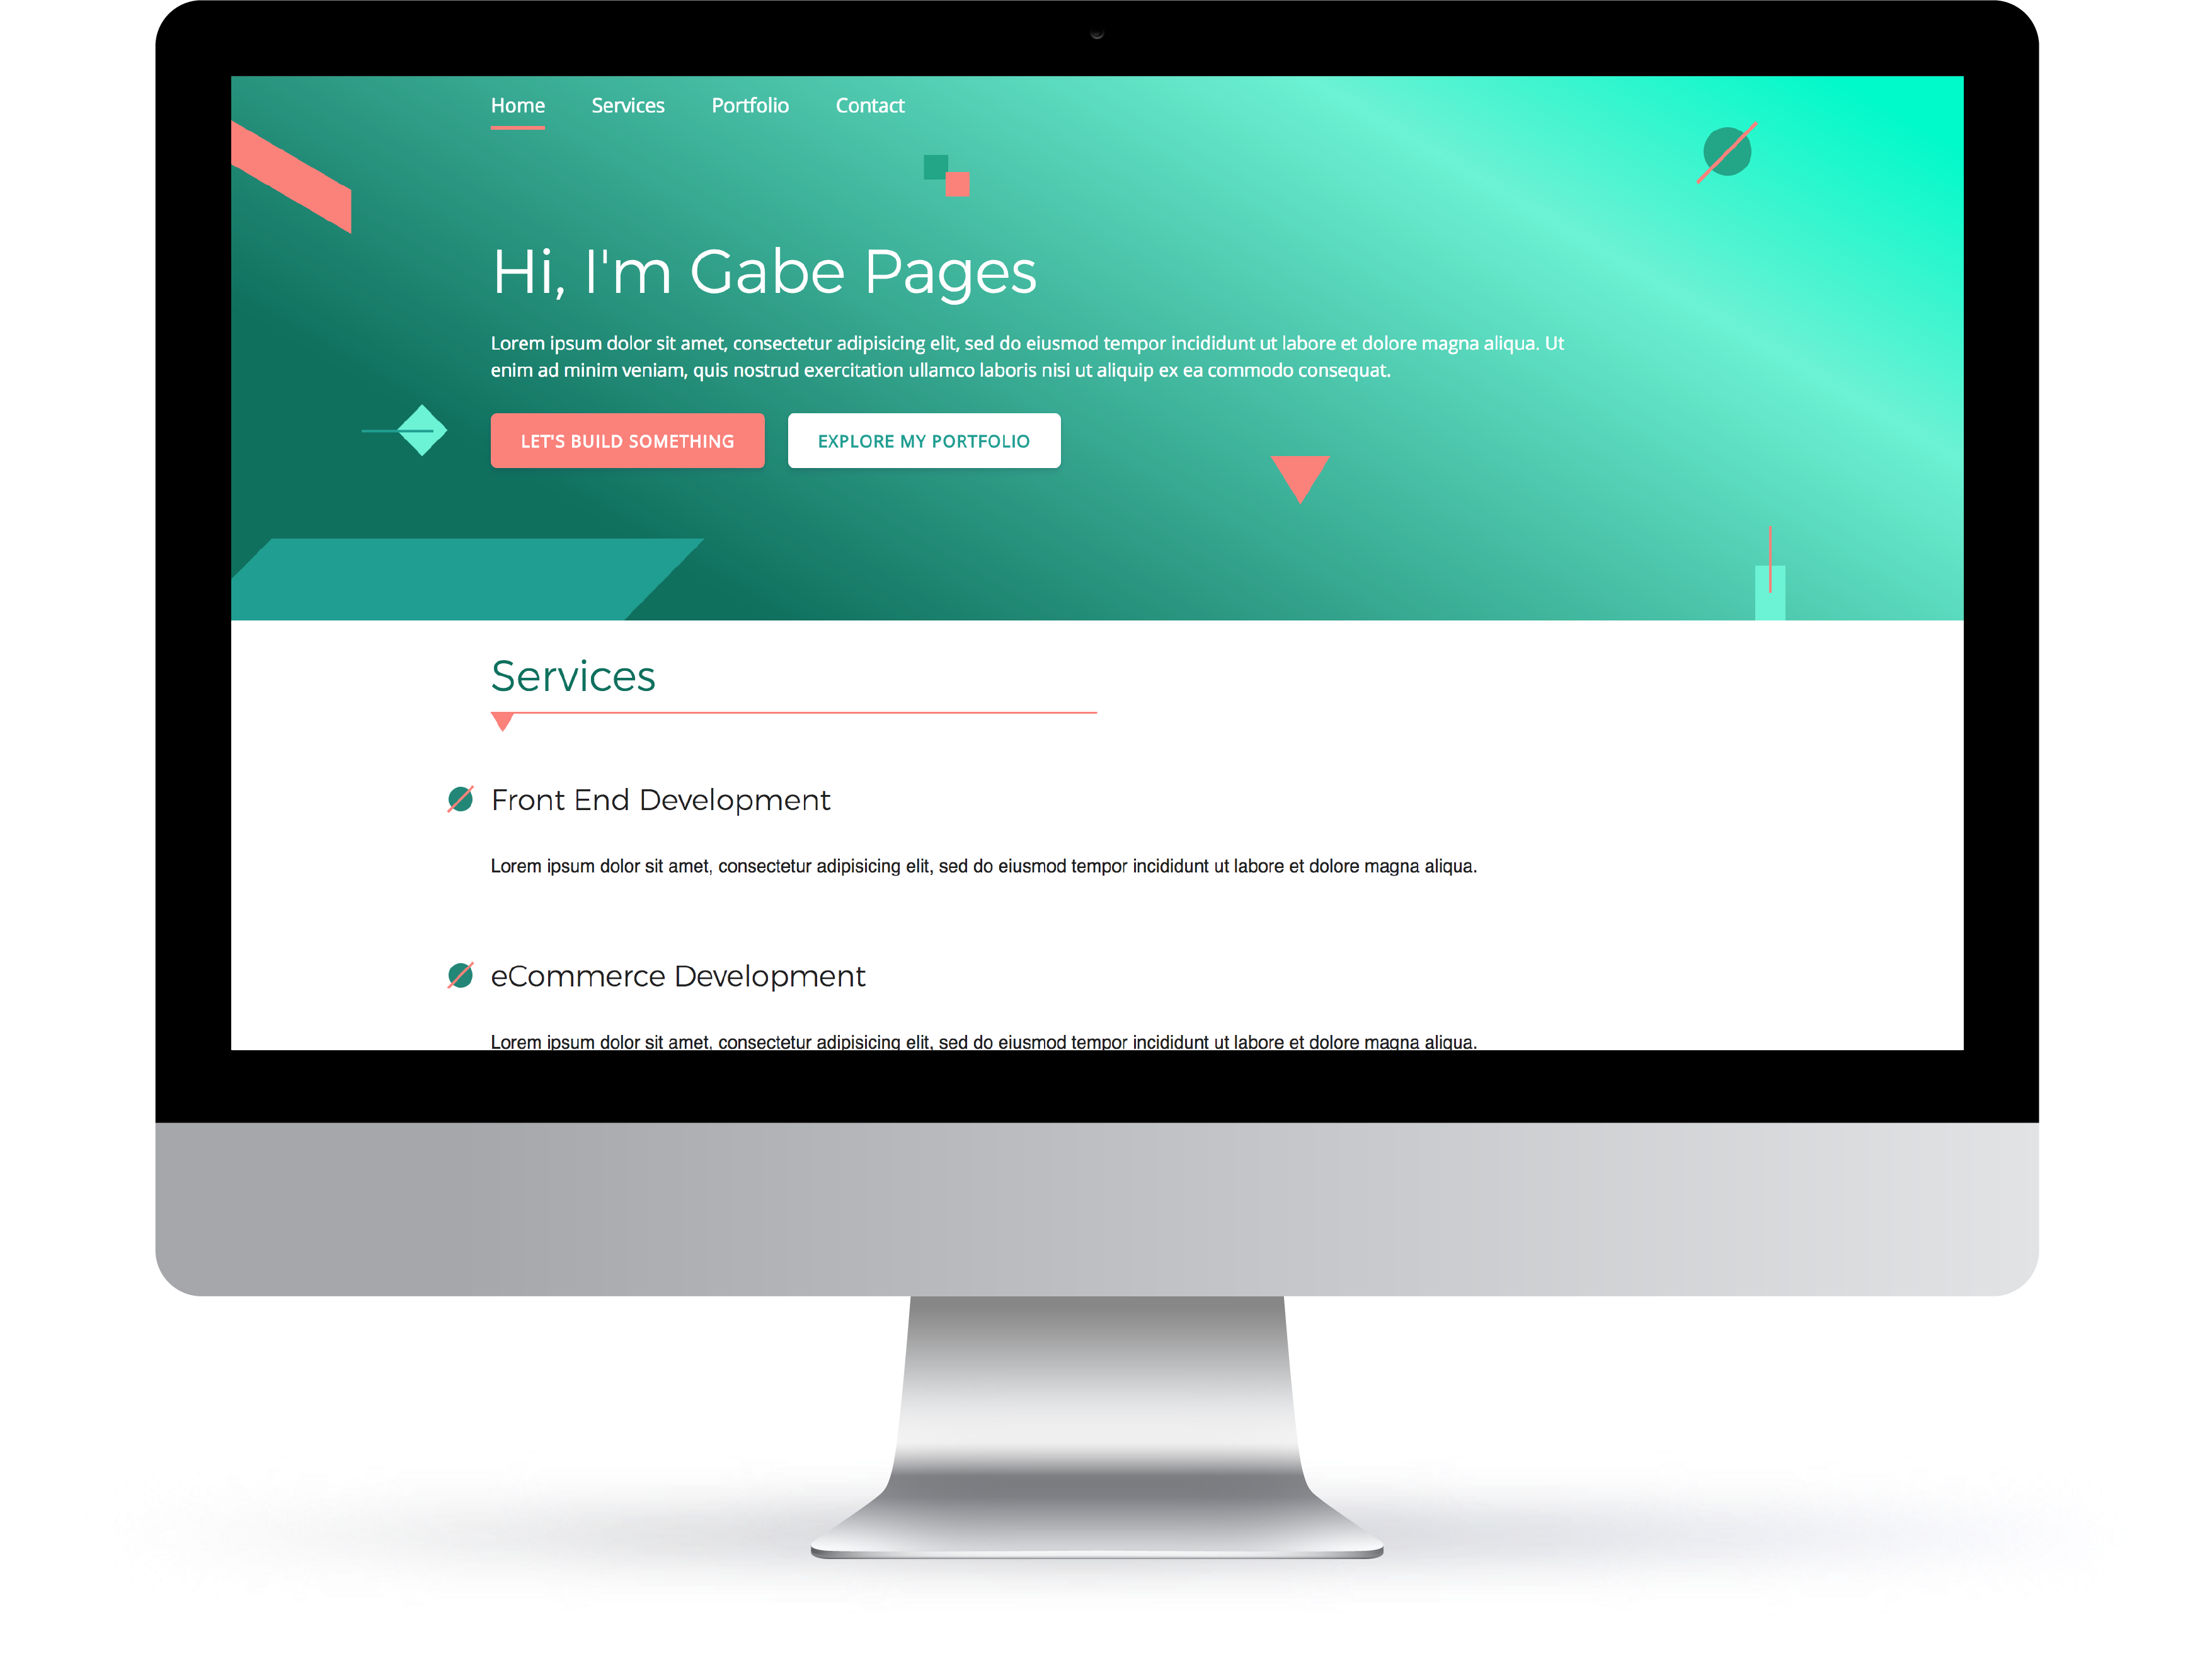 Home Services Portfolio Contact
Hi, I'm Gabe Pages
Lorem ipsum dolor sit amet, consectetur adipisicing elit, sed do eiusmod tempor incididunt ut labore et dolore magna aliqua. Ut
enim ad minim veniam, quis nostrud exercitation ullamco laboris nisi ut aliquip ex ea commodo consequat.
LET'S BUILD SOMETHING EXPLORE MY PORTFOLIO
Services
Front End Development
Lorem ipsum dolor sit amet, consectetur adipisicing elit, sed do eiusmod tempor incididunt ut labore et dolore magna aliqua.
eCommerce Development
Lorem ipsum dolor sit amet, consectetur adipisicing elit, sed do eiusmod tempor incididunt ut labore et dolore magna aliqua.